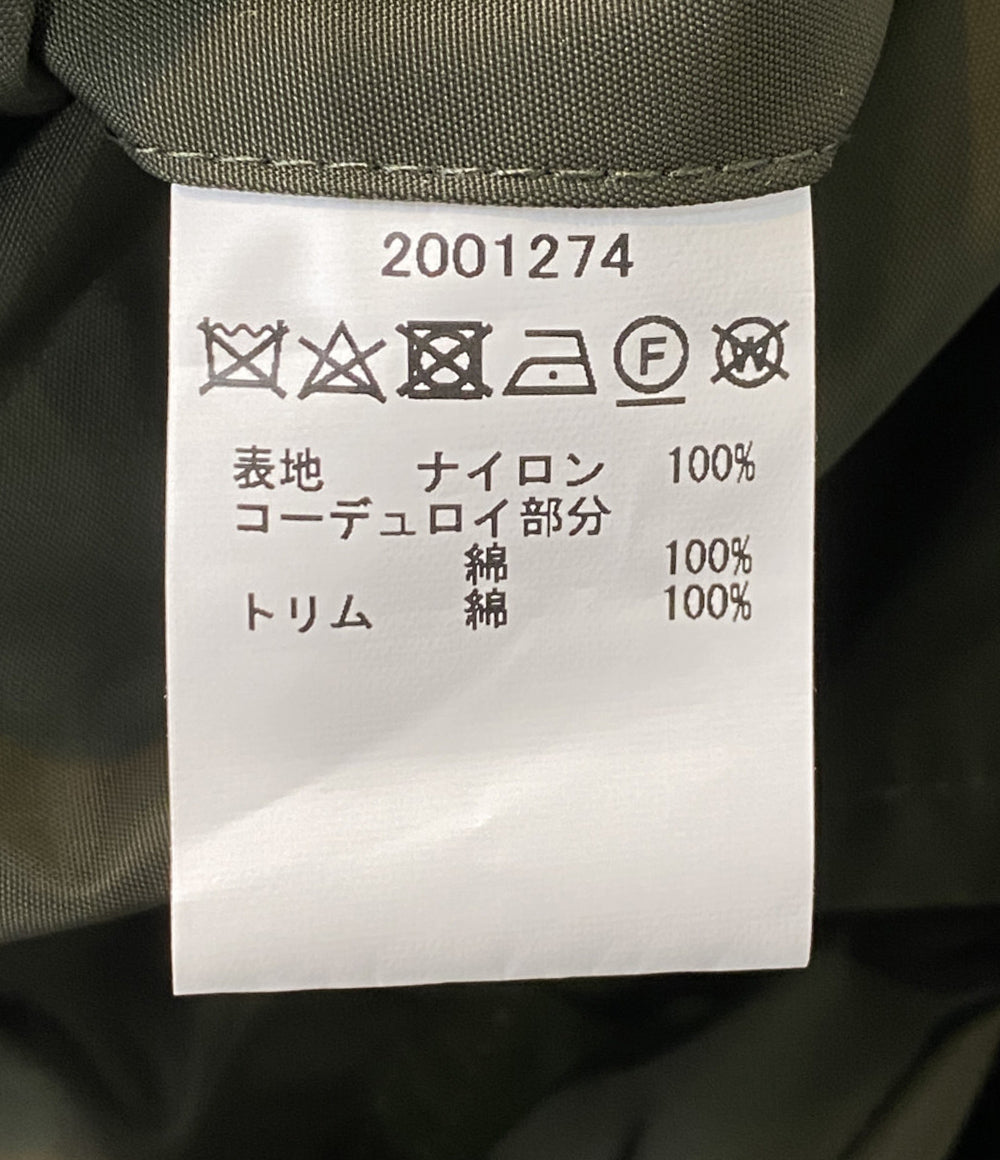 2001274
F W
表地 ナイロン 100%
コーデュロイ部分
綿 100%
トリム 綿 100%